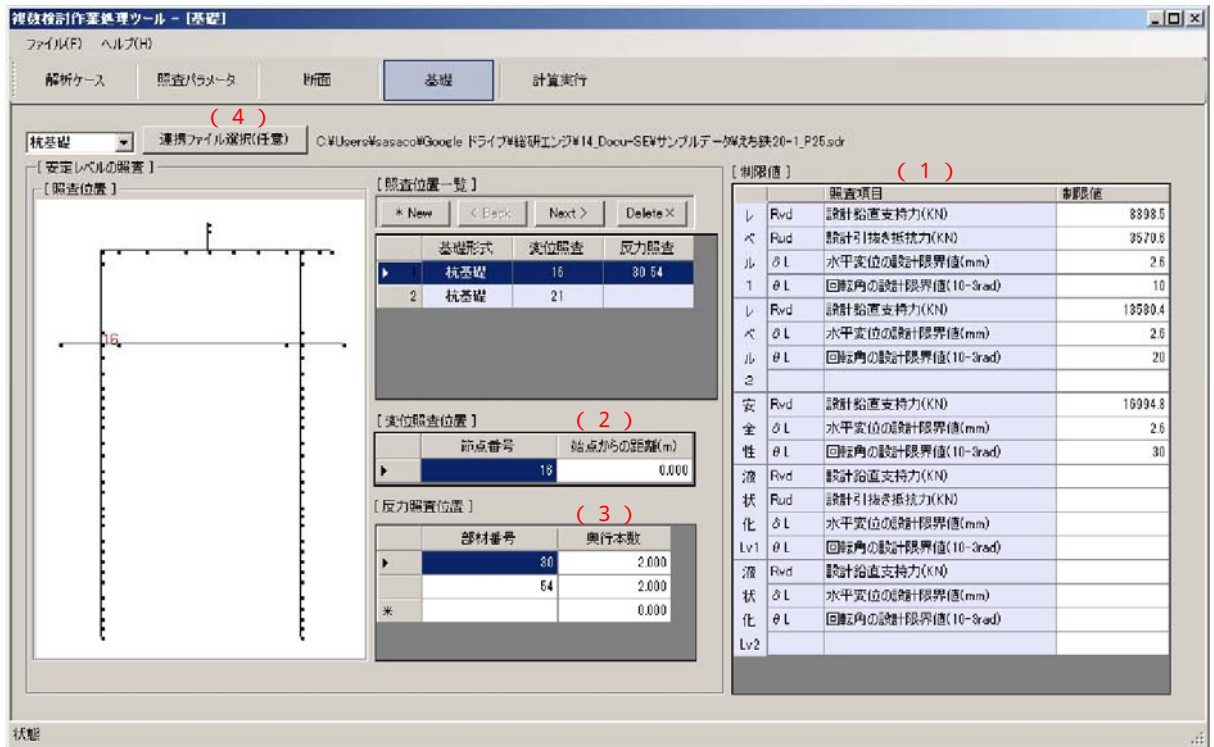 複数検討作業処理ツール - [基礎]
ファイル(F) ヘルプ(H)
解析ケース 照査パラメータ 断面 基礎 計算実行
(4)
杭基礎 連携ファイル選択(任意) C:¥Users¥sasaco¥Google ドライブ¥総研エンジ¥14_Docu-SE¥サンプルデータ¥えち鉄20-1_P25.sdr
[ 安定レベルの照査 ]
[ 照査位置 ]
16
[ 照査位置一覧 ]
* New < Back Next > Delete ×
基礎形式 変位照査 反力照査
1 杭基礎 16 30 54
2 杭基礎 21
[ 変位照査位置 ] (2)
節点番号 始点からの距離(m)
16 0.000
[ 反力照査位置 ] (3)
部材番号 奥行本数
30 2.000
54 2.000
* 0.000
[ 制限値 ] (1)
照査項目 制限値
レ Rvd 設計鉛直支持力(KN) 8398.5
ベ Rud 設計引抜き抵抗力(KN) 3570.6
ル δL 水平変位の設計限界値(mm) 2.6
1 θL 回転角の設計限界値(10-3rad) 10
レ Rvd 設計鉛直支持力(KN) 13580.4
ベ δL 水平変位の設計限界値(mm) 2.6
ル θL 回転角の設計限界値(10-3rad) 20
2
安 Rvd 設計鉛直支持力(KN) 16994.8
全 δL 水平変位の設計限界値(mm) 2.6
性 θL 回転角の設計限界値(10-3rad) 30
液 Rvd 設計鉛直支持力(KN)
状 Rud 設計引抜き抵抗力(KN)
化 δL 水平変位の設計限界値(mm)
Lv1 θL 回転角の設計限界値(10-3rad)
液 Rvd 設計鉛直支持力(KN)
状 δL 水平変位の設計限界値(mm)
化 θL 回転角の設計限界値(10-3rad)
Lv2
状態